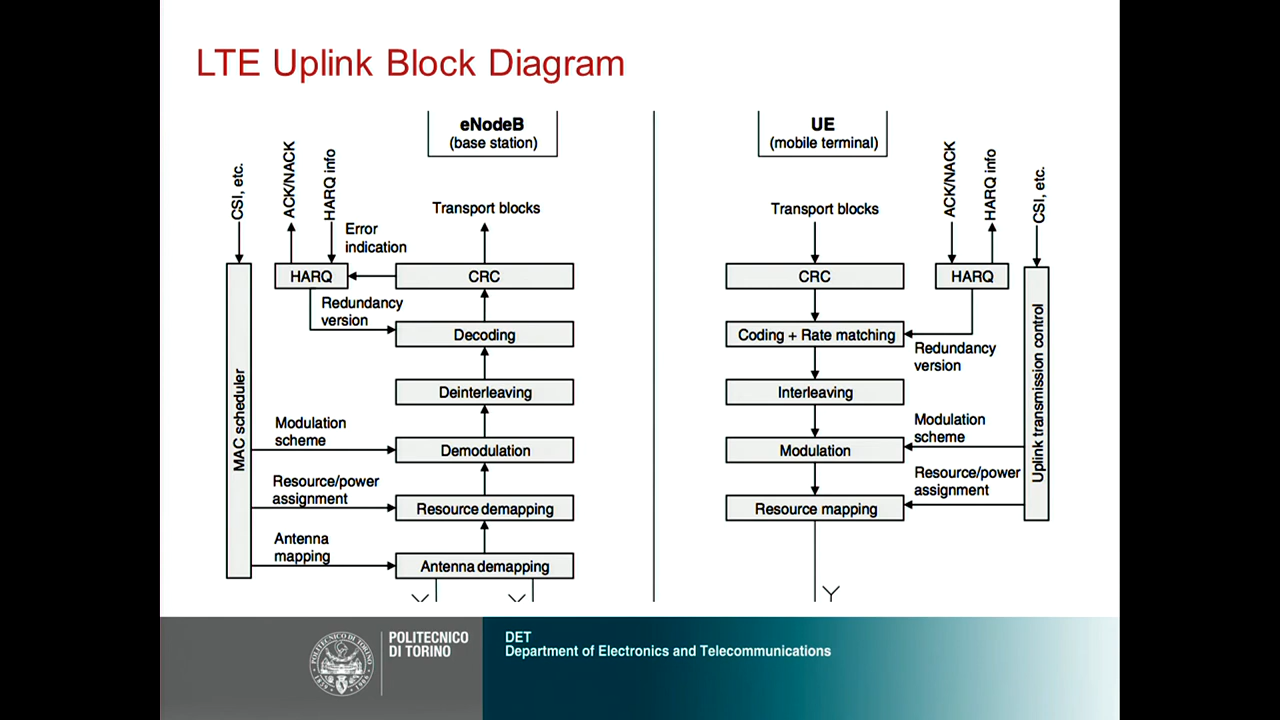 LTE Uplink Block Diagram
eNodeB
(base station)
UE
(mobile terminal)
CSI, etc.
ACK/NACK
HARQ info
Transport blocks
Error
indication
HARQ
CRC
Redundancy
version
Decoding
Deinterleaving
MAC scheduler
Modulation
scheme
Demodulation
Resource/power
assignment
Resource demapping
Antenna
mapping
Antenna demapping
Transport blocks
ACK/NACK
HARQ info
CSI, etc.
CRC
HARQ
Coding + Rate matching
Redundancy
version
Interleaving
Uplink transmission control
Modulation
scheme
Modulation
Resource/power
assignment
Resource mapping
POLITECNICO
DI TORINO
DET
Department of Electronics and Telecommunications